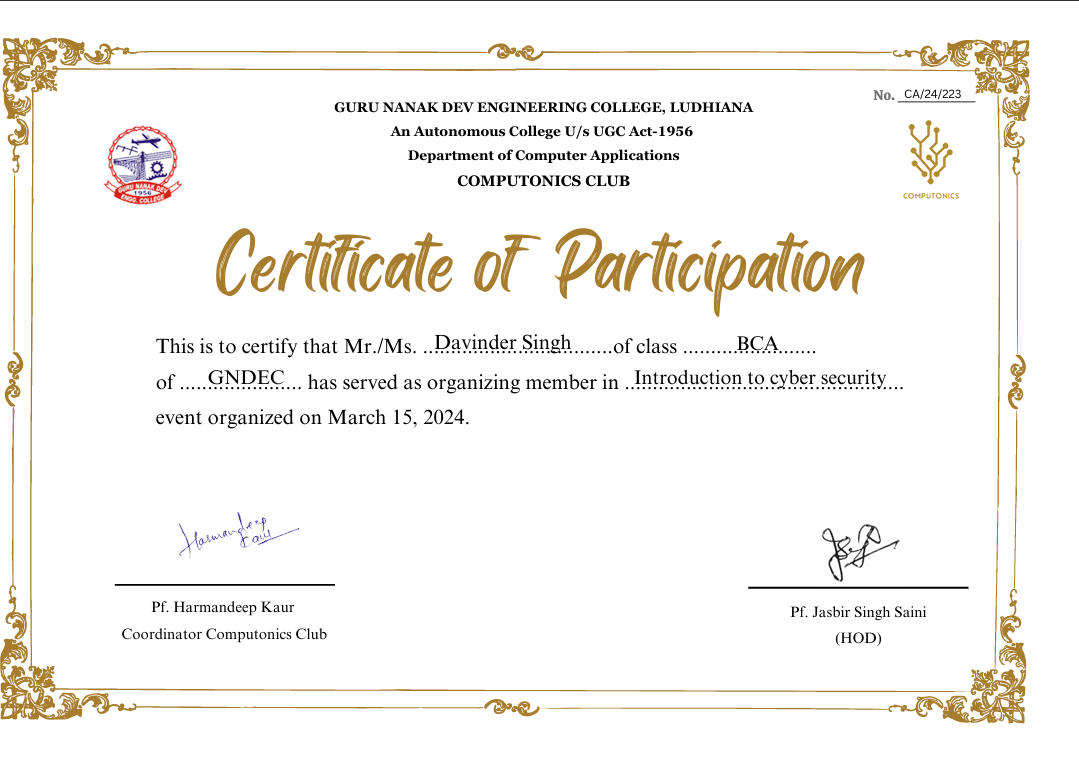 No. CA/24/223
GURU NANAK DEV ENGINEERING COLLEGE, LUDHIANA
An Autonomous College U/s UGC Act-1956
Department of Computer Applications
COMPUTONICS CLUB
GURU NANAK DEV
1956
ENGG. COLLEGE
COMPUTONICS
Certificate of Participation
This is to certify that Mr./Ms. ..Davinder Singh.......of class ..........BCA.......
of .....GNDEC... has served as organizing member in ..Introduction to cyber security...
event organized on March 15, 2024.
Harmandeep
Kaur
Pf. Harmandeep Kaur
Coordinator Computonics Club
Pf. Jasbir Singh Saini
(HOD)